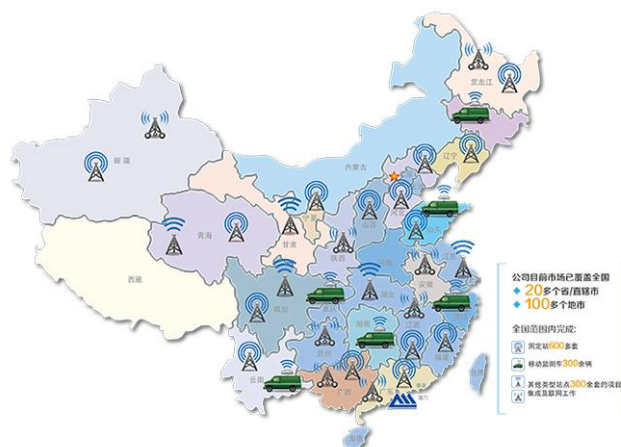 黑龙江
新疆
内蒙古
辽宁
河北
宁夏
山西
山东
青海
甘肃
陕西
江苏
西藏
安徽
四川
重庆
湖北
湖南
江西
贵州
福建
云南
广西
广东
海南
公司目前市场已覆盖全国
20多个省/直辖市
100多个地市
全国范围内完成:
固定站600多套
移动监测车300余辆
其他类型站点300余套的项目
集成及联网工作